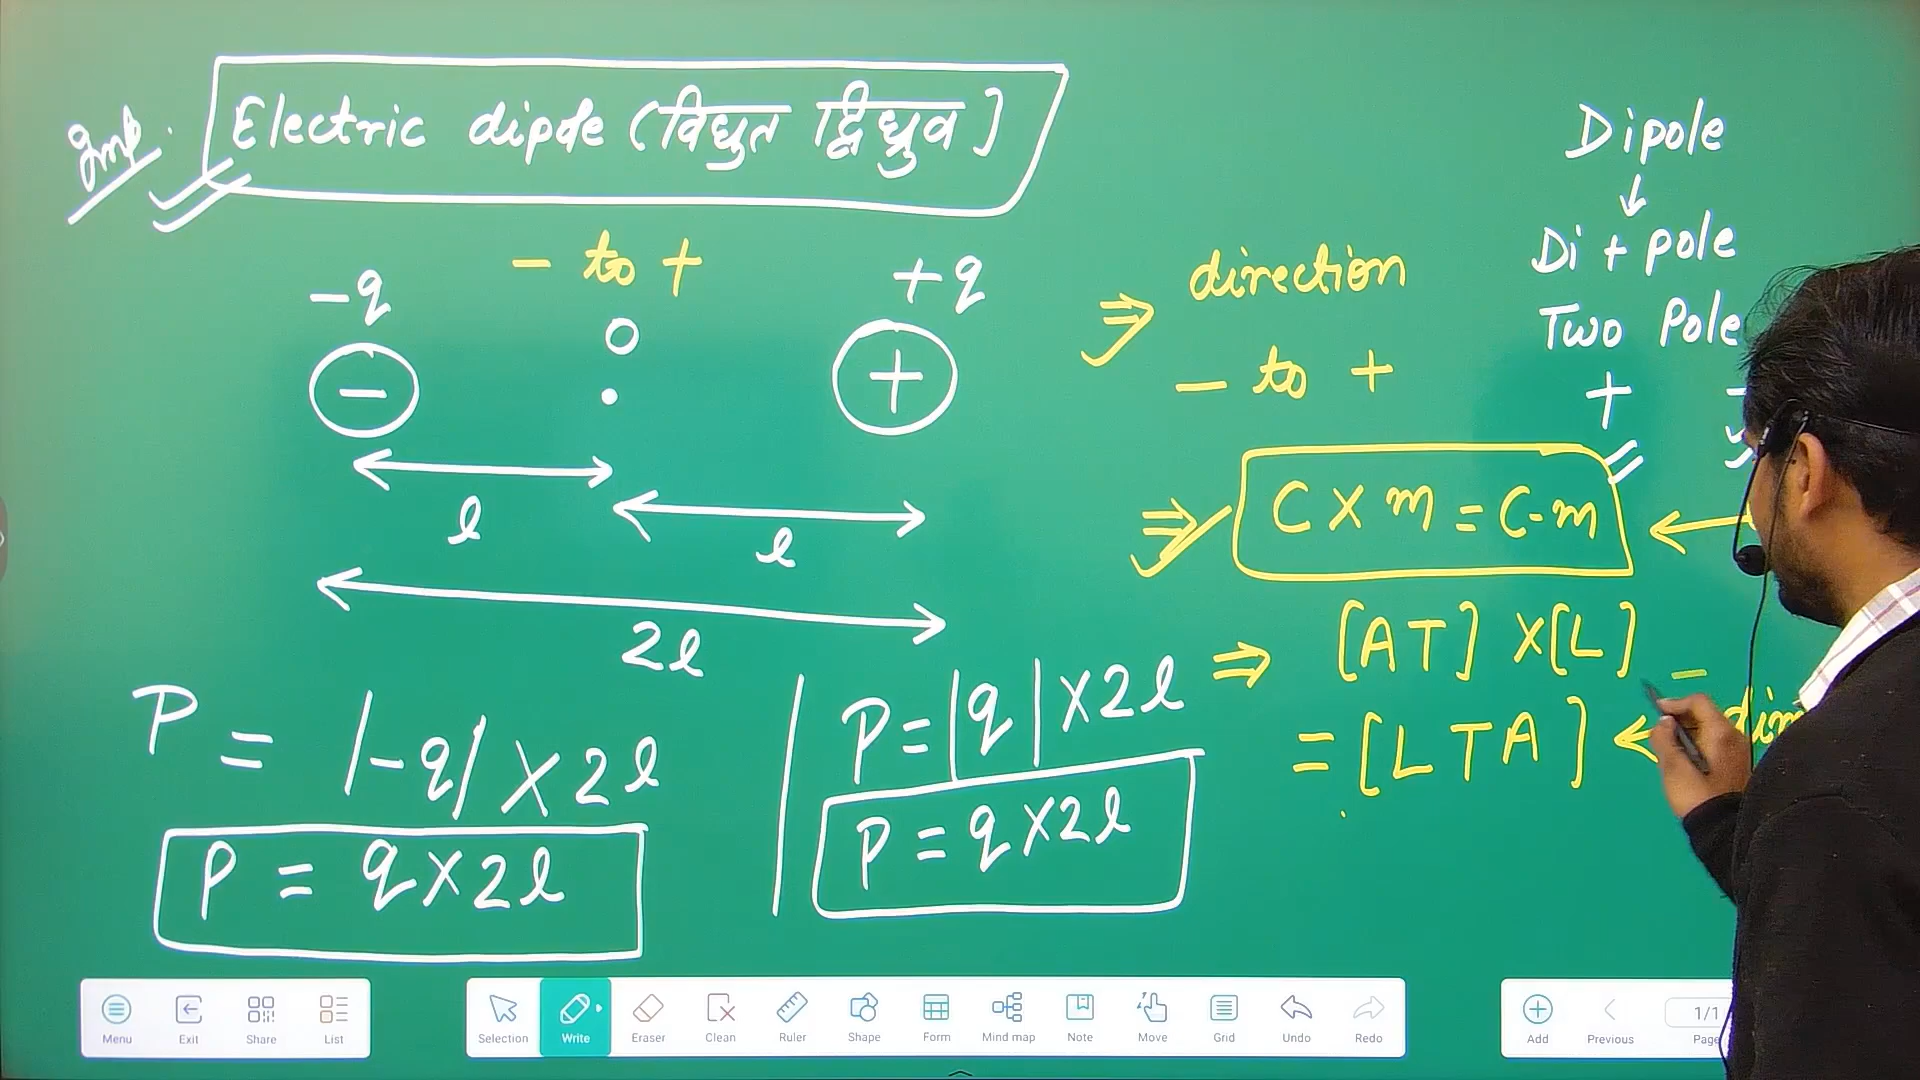 Imp.
Electric dipole (विद्युत द्विध्रुव)
- to +
-q
+q
O
-
+
l
l
2l
P = |-q| × 2l
P = q×2l
P = |q| × 2l
P = q×2l
direction
- to +
C × m = C-m
[AT] × [L]
= [LTA]
Dipole
Di + pole
Two Pole
+ -
Menu
Exit
Share
List
Selection
Write
Eraser
Clean
Ruler
Shape
Form
Mind map
Note
Move
Grid
Undo
Redo
Add
Previous
1/1